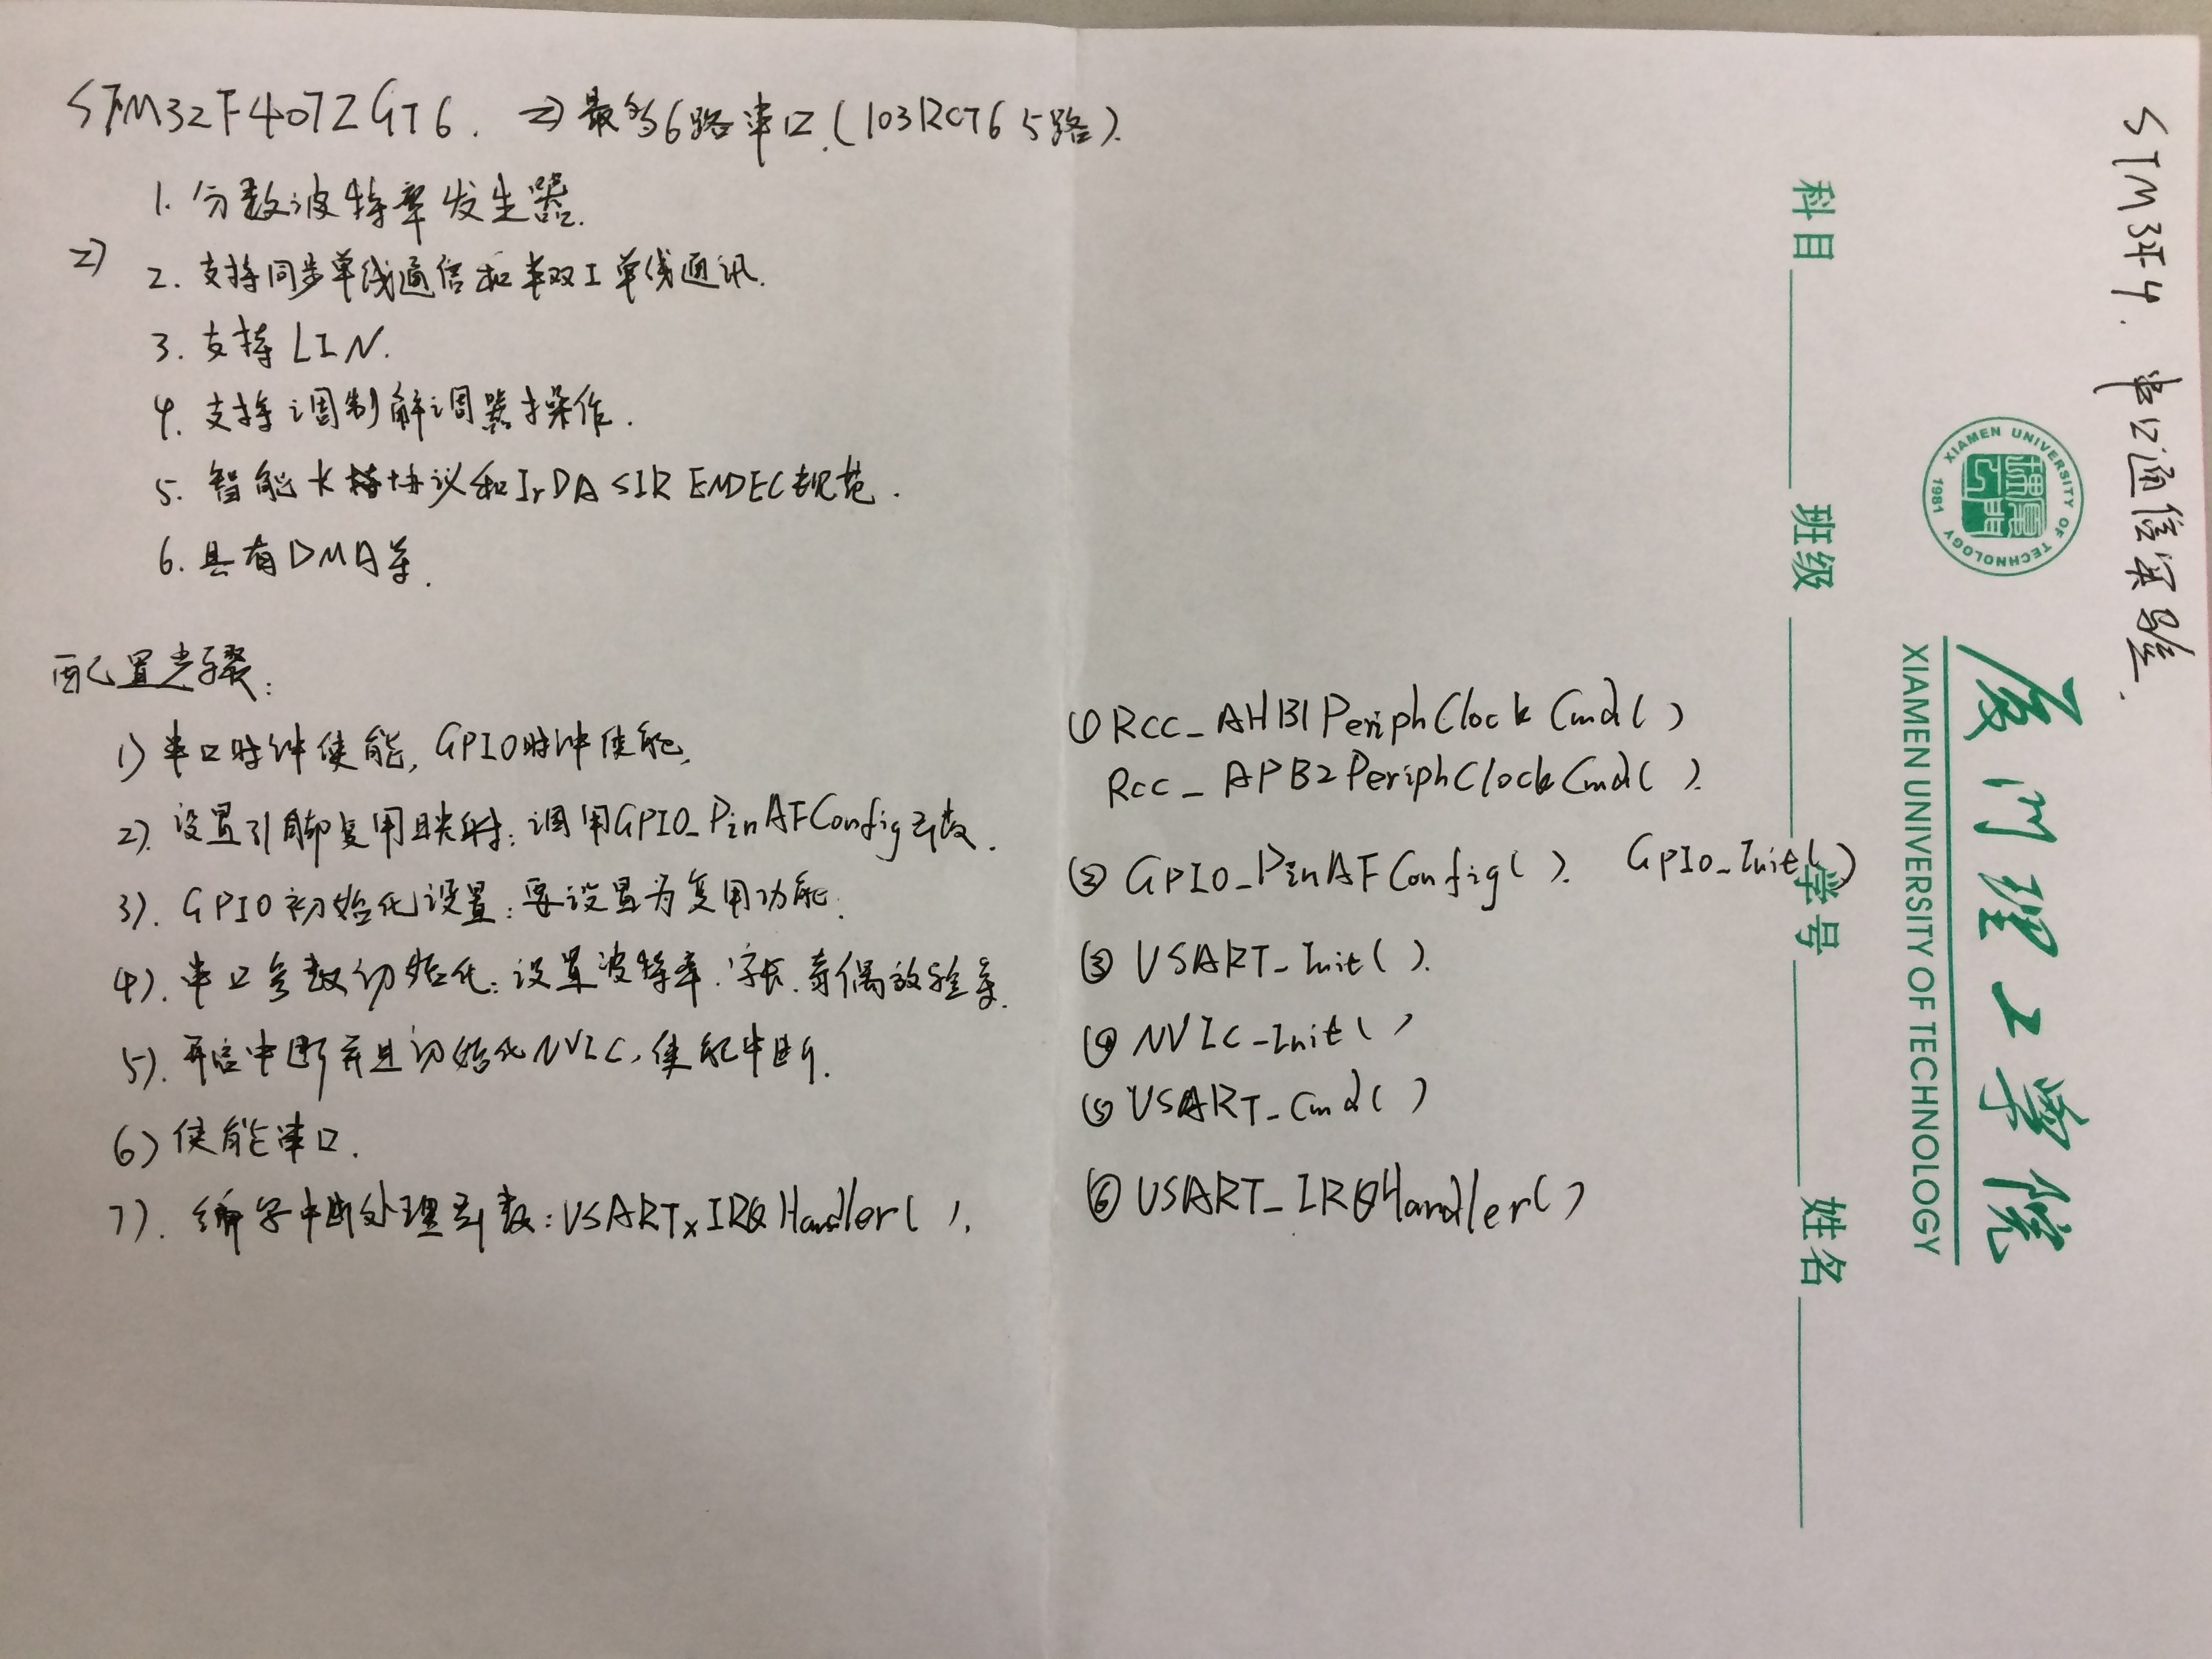 STM32F407ZGT6. => 最多6路串口.(103RCT6 5路).
1. 分数波特率发生器.
=>
2. 支持同步单线通信和半双工单线通讯.
3. 支持LIN.
4. 支持调制解调器操作.
5. 智能卡协议和IrDA SIR ENDEC规范.
6. 具有DMA等.
配置步骤:
1) 串口时钟使能, GPIO时钟使能,
2). 设置引脚复用映射: 调用GPIO_PinAFConfig函数.
3). GPIO初始化设置: 要设置为复用功能.
4). 串口参数初始化: 设置波特率. 字长. 奇偶效验等.
5). 开启中断并且初始化NVIC, 使能中断.
6) 使能串口.
7). 编写中断处理函数: USARTxIRQHandler( ).
① RCC_AHB1PeriphClockCmd( )
RCC_APB2PeriphClockCmd( ).
② GPIO_PinAFConfig( ). GPIO_Init( )
③ USART_Init( ).
④ NVIC_Init( )
⑤ USART_Cmd( )
⑥ USART_IRQHandler( )
STM32F4. 串口通信实验.
厦门理工学院
XIAMEN UNIVERSITY OF TECHNOLOGY
XIAMEN UNIVERSITY OF TECHNOLOGY 1981
科目 班级 学号 姓名